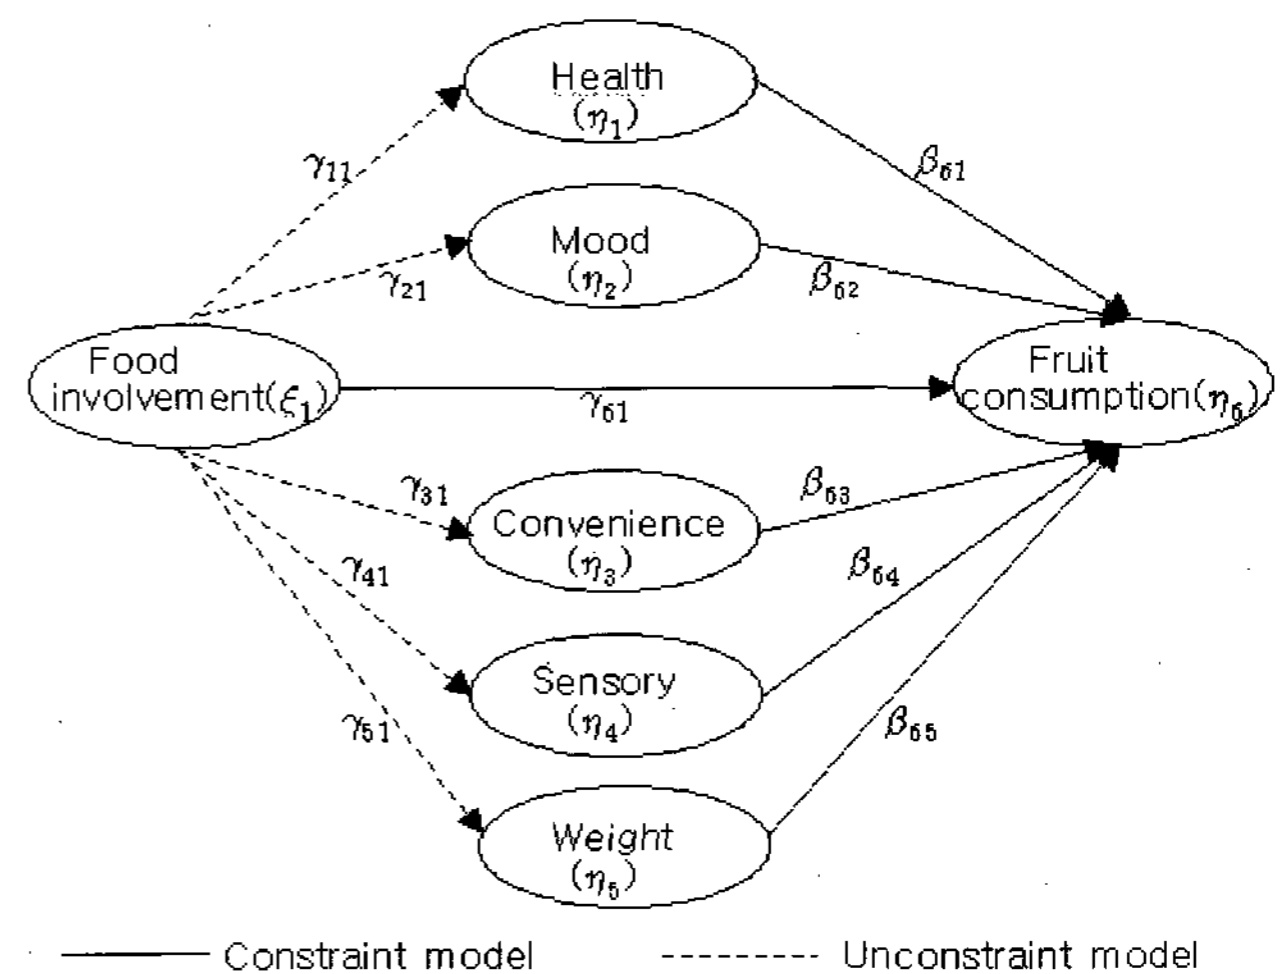 Health
(η₁)
γ₁₁
β₆₁
Mood
(η₂)
γ₂₁
β₆₂
Food
involvement(ξ₁)
γ₆₁
Fruit
consumption(η₆)
γ₃₁
Convenience
(η₃)
β₆₃
γ₄₁
β₆₄
Sensory
(η₄)
γ₅₁
β₆₅
Weight
(η₅)
Constraint model
Unconstraint model